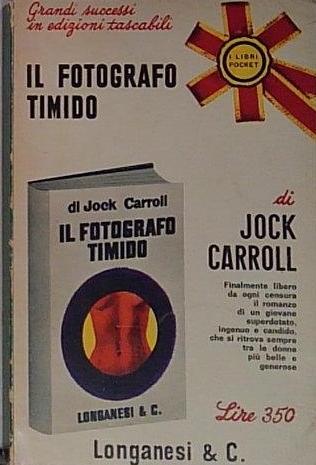 Grandi successi
in edizioni tascabili
I LIBRI
POCKET
IL FOTOGRAFO
TIMIDO
di
JOCK
CARROLL
di Jock Carroll
IL FOTOGRAFO
TIMIDO
LONGANESI & C.
Finalmente libero
da ogni censura
il romanzo
di un giovane
superdotato,
ingenuo e candido,
che si ritrova sempre
tra le donne
più belle e
generose
Lire 350
Longanesi & C.